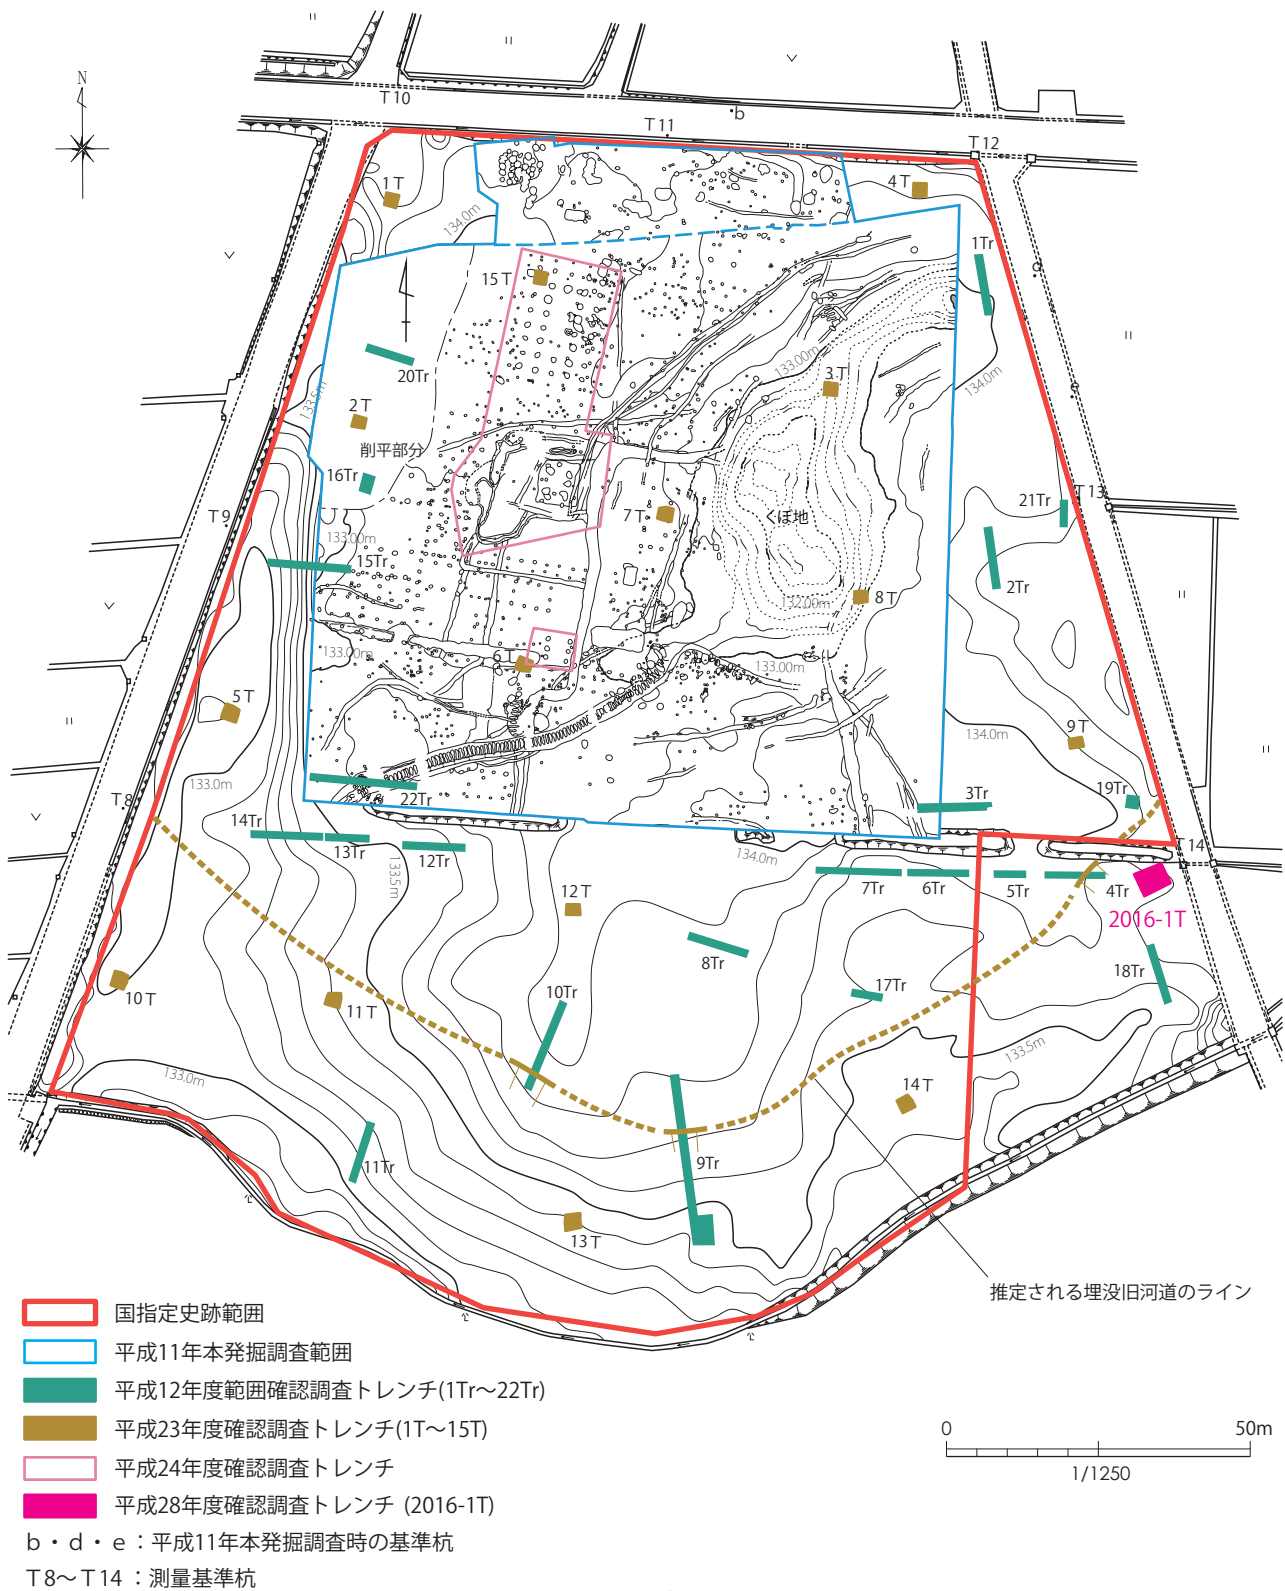 N
T10
b
T11
T12
1T
4T
134.0m
1Tr
15T
133.00m
3T
134.0m
20Tr
133.5m
2T
削平部分
16Tr
T9
7T
くぼ地
21Tr
T13
133.00m
15Tr
2Tr
132.00m
8T
133.00m
6T
133.00m
5T
134.0m
9T
133.0m
T8
22Tr
3Tr
19Tr
14Tr
13Tr
12Tr
133.5m
134.0m
T14
7Tr
6Tr
5Tr
4Tr
2016-1T
12T
8Tr
18Tr
10T
11T
10Tr
17Tr
133.5m
133.0m
14T
11Tr
9Tr
13T
推定される埋没旧河道のライン
国指定史跡範囲
平成11年本発掘調査範囲
平成12年度範囲確認調査トレンチ(1Tr～22Tr)
平成23年度確認調査トレンチ(1T～15T)
平成24年度確認調査トレンチ
平成28年度確認調査トレンチ (2016-1T)
b・d・e：平成11年本発掘調査時の基準杭
T8～T14：測量基準杭
0 50m
1/1250